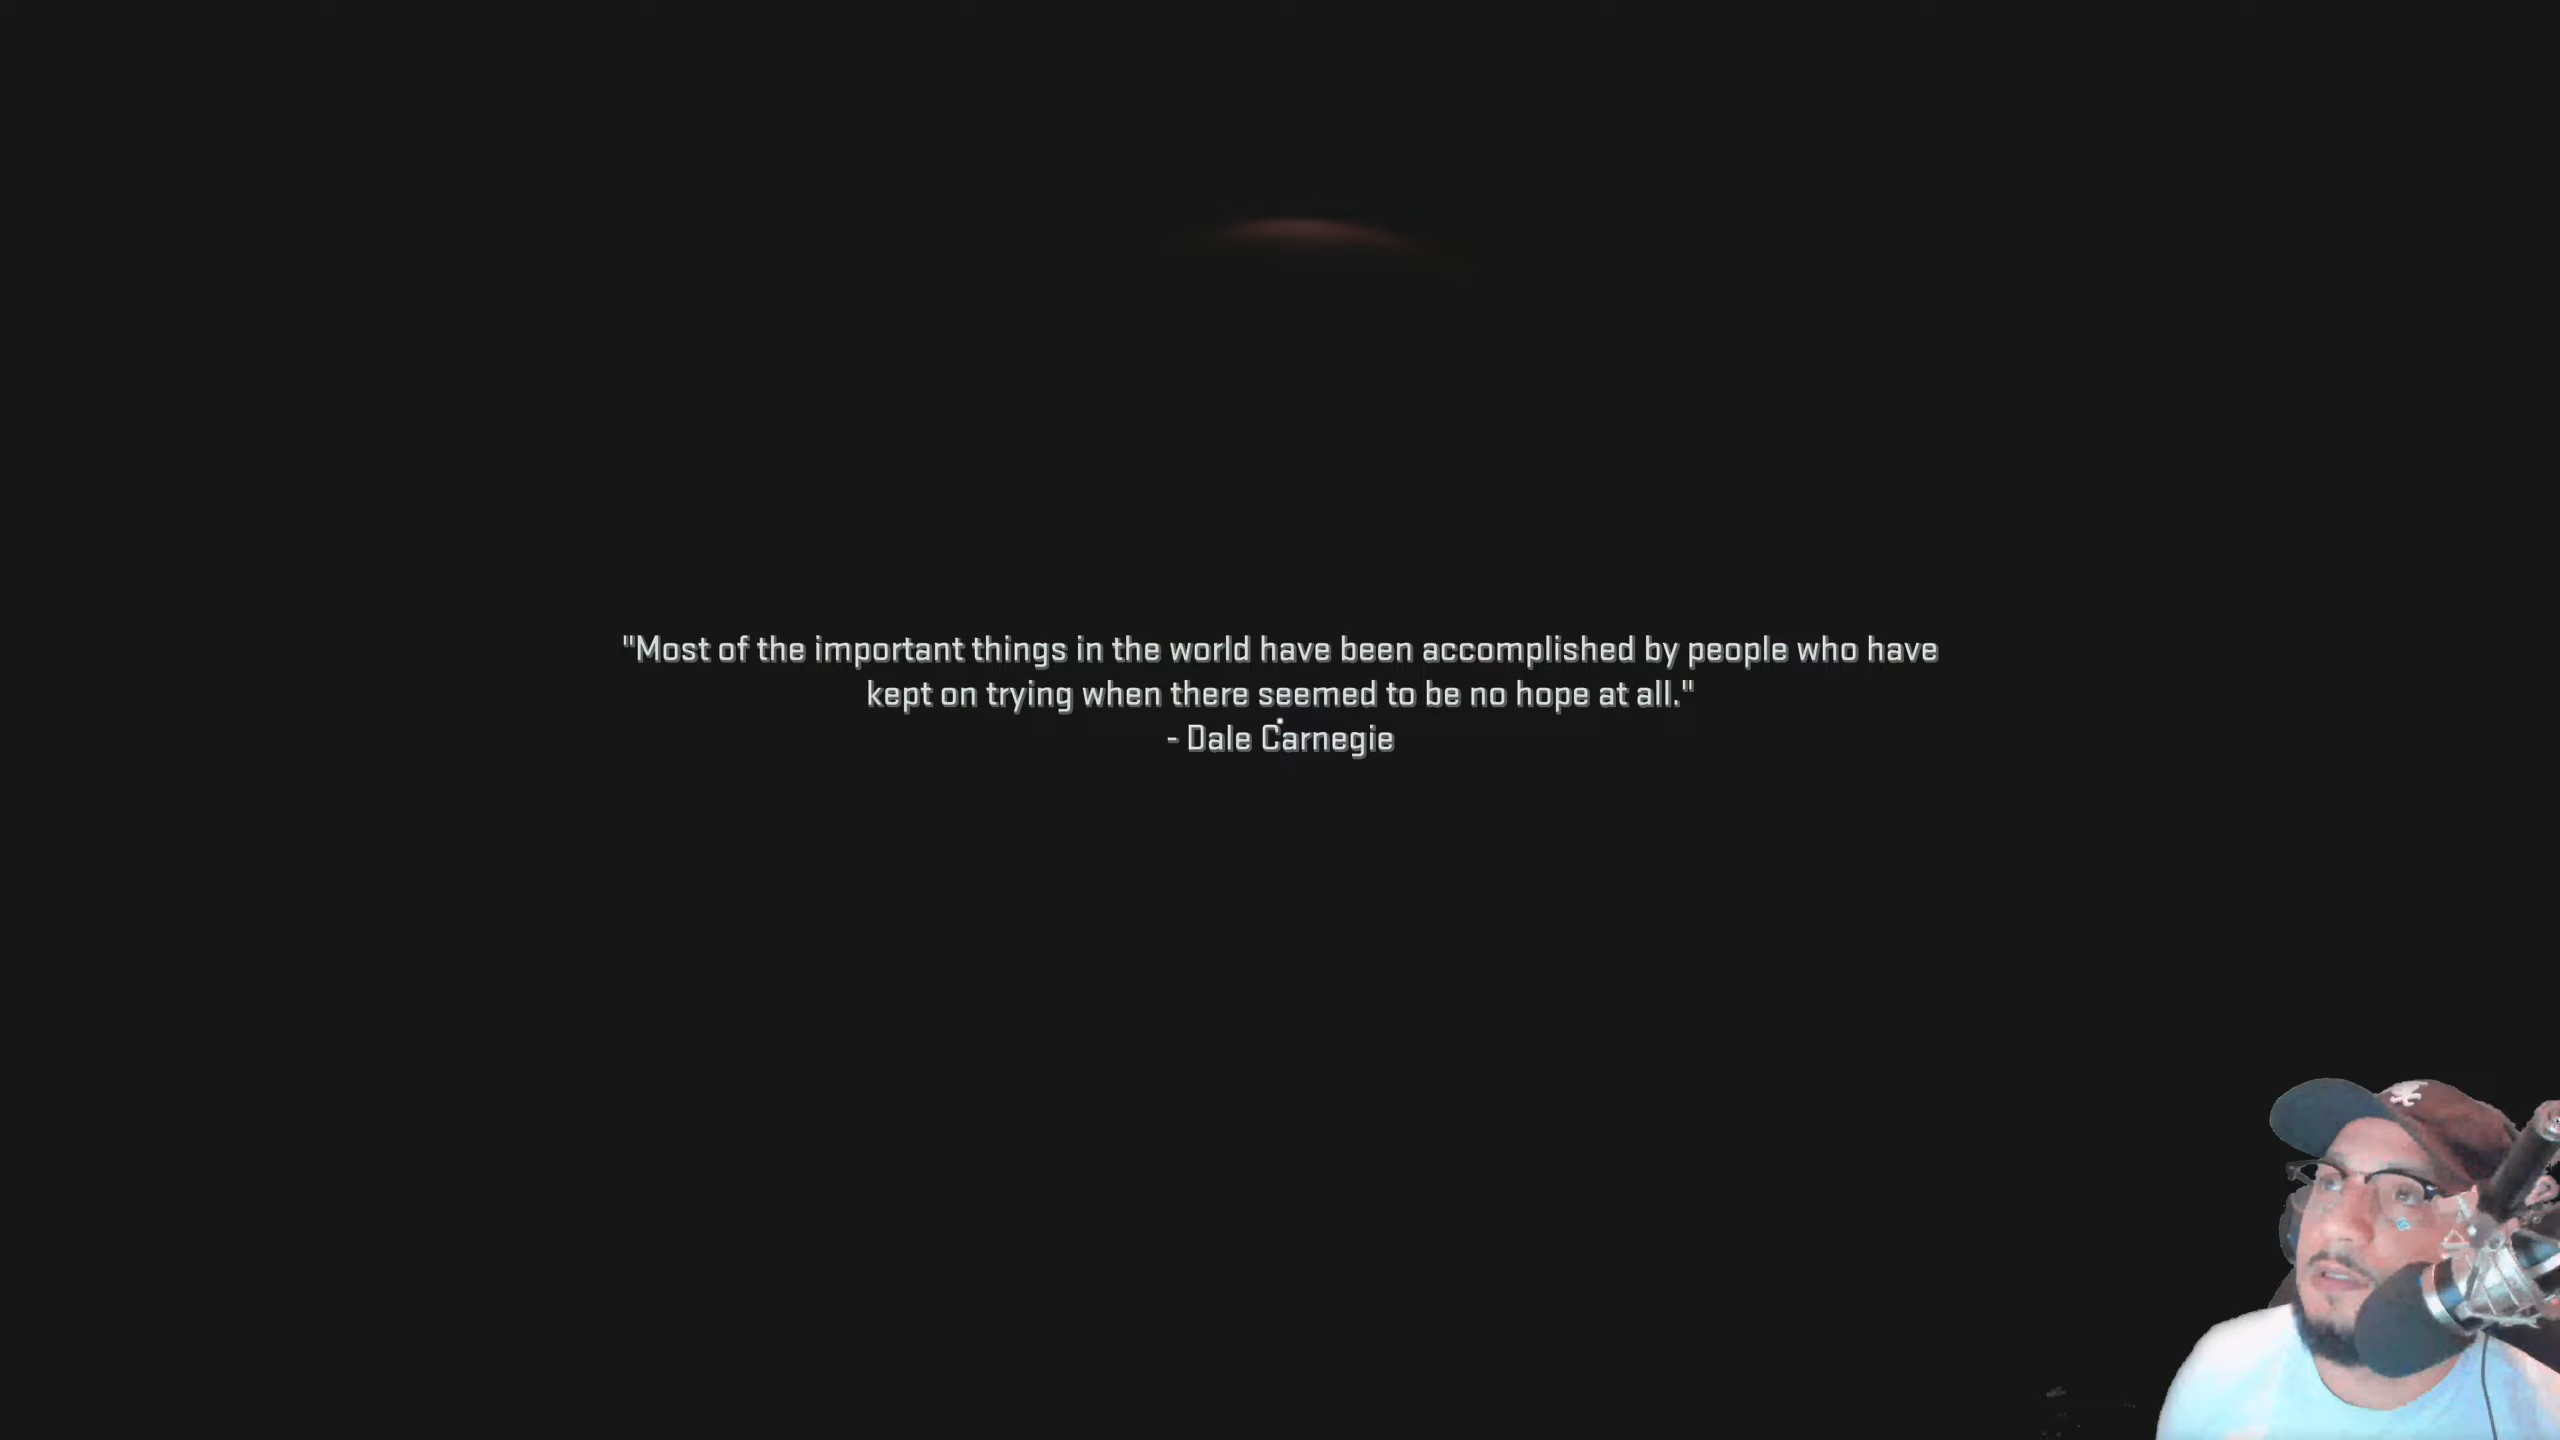 "Most of the important things in the world have been accomplished by people who have
kept on trying when there seemed to be no hope at all."
- Dale Carnegie